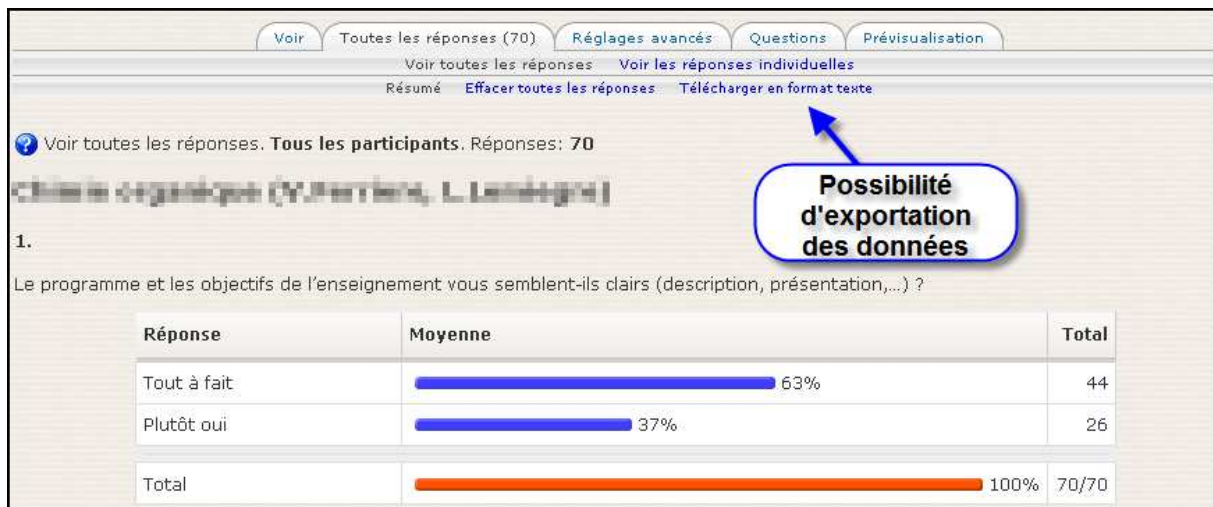 Voir Toutes les réponses (70) Réglages avancés Questions Prévisualisation
Voir toutes les réponses Voir les réponses individuelles
Résumé Effacer toutes les réponses Télécharger en format texte
Voir toutes les réponses. Tous les participants. Réponses: 70
Possibilité
d'exportation
des données
1.
Le programme et les objectifs de l'enseignement vous semblent-ils clairs (description, présentation,...) ?
Réponse Moyenne Total
Tout à fait 63% 44
Plutôt oui 37% 26
Total 100% 70/70